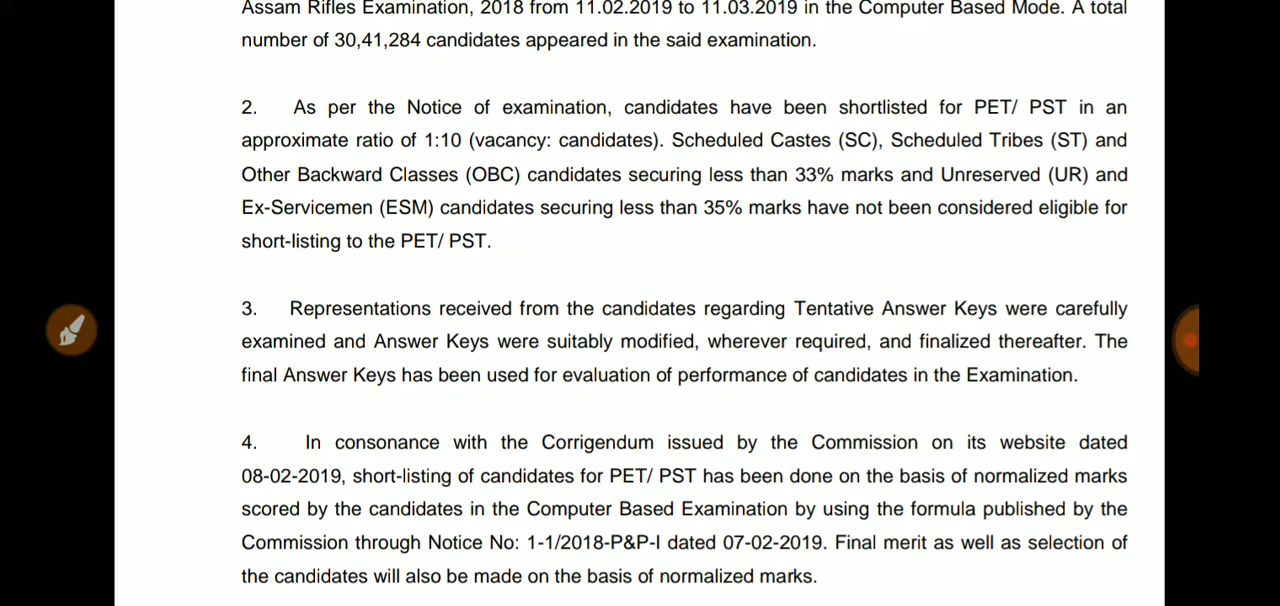 Assam Rifles Examination, 2018 from 11.02.2019 to 11.03.2019 in the Computer Based Mode. A total
number of 30,41,284 candidates appeared in the said examination.
2. As per the Notice of examination, candidates have been shortlisted for PET/ PST in an
approximate ratio of 1:10 (vacancy: candidates). Scheduled Castes (SC), Scheduled Tribes (ST) and
Other Backward Classes (OBC) candidates securing less than 33% marks and Unreserved (UR) and
Ex-Servicemen (ESM) candidates securing less than 35% marks have not been considered eligible for
short-listing to the PET/ PST.
3. Representations received from the candidates regarding Tentative Answer Keys were carefully
examined and Answer Keys were suitably modified, wherever required, and finalized thereafter. The
final Answer Keys has been used for evaluation of performance of candidates in the Examination.
4. In consonance with the Corrigendum issued by the Commission on its website dated
08-02-2019, short-listing of candidates for PET/ PST has been done on the basis of normalized marks
scored by the candidates in the Computer Based Examination by using the formula published by the
Commission through Notice No: 1-1/2018-P&P-I dated 07-02-2019. Final merit as well as selection of
the candidates will also be made on the basis of normalized marks.